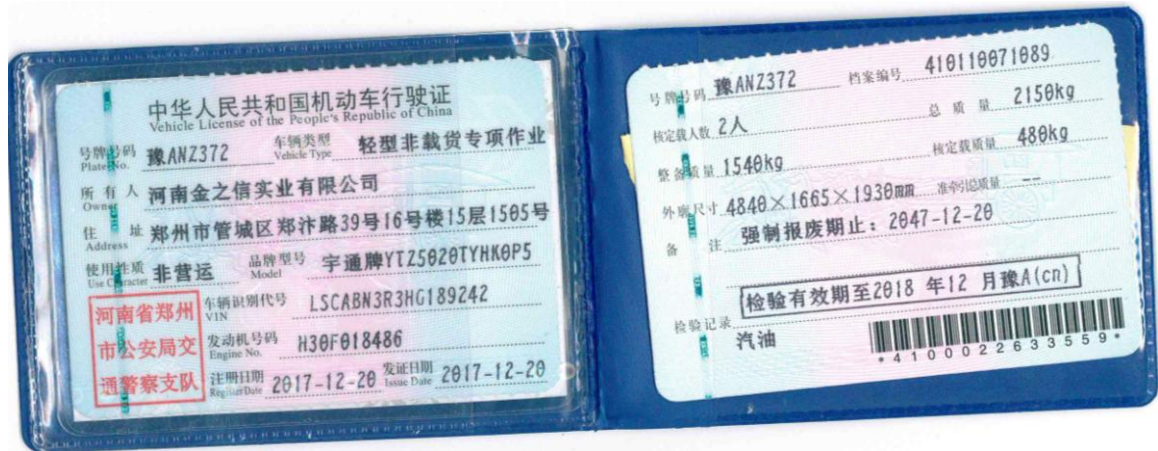 中华人民共和国机动车行驶证
Vehicle License of the People's Republic of China
号牌号码 Plate No. 豫ANZ372 车辆类型 Vehicle Type 轻型非载货专项作业
所有人 Owner 河南金之信实业有限公司
住址 Address 郑州市管城区郑汴路39号16号楼15层1505号
使用性质 Use Character 非营运 品牌型号 Model 宇通牌YTZ5020TYHK0P5
河南省郑州市公安局交通警察支队
车辆识别代号 VIN LSCABN3R3HG189242
发动机号码 Engine No. H30F018486
注册日期 Register Date 2017-12-20 发证日期 Issue Date 2017-12-20
号牌号码 豫ANZ372 档案编号 410110071089
核定载人数 2人 总质量 2150kg
整备质量 1540kg 核定载质量 480kg
外廓尺寸 4840×1665×1930mm 准牵引总质量 --
备注 强制报废期止：2047-12-20
检验有效期至2018 年12 月豫A(cn)
检验记录
汽油
*4100022633559*